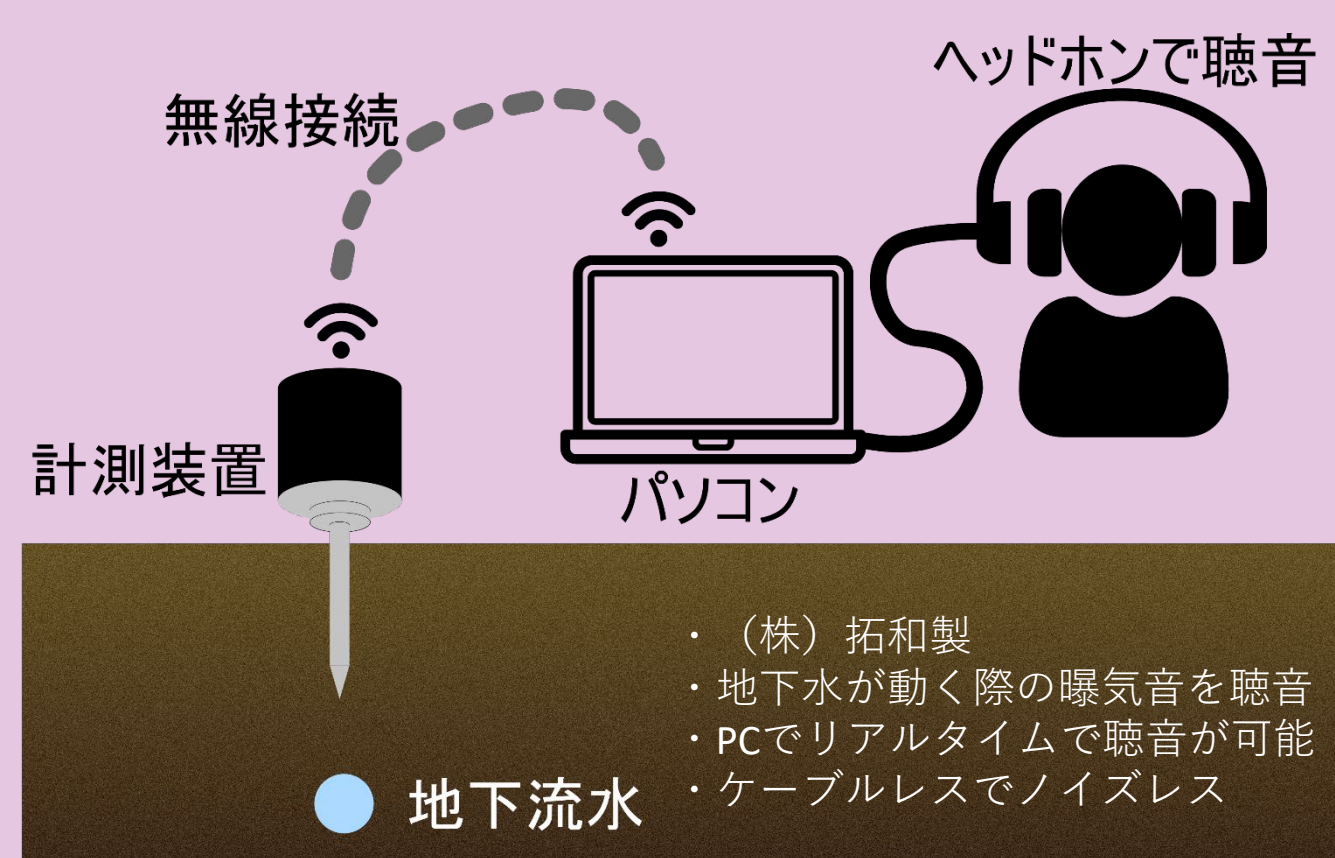 ヘッドホンで聴音
無線接続
計測装置
パソコン
・（株）拓和製
・地下水が動く際の曝気音を聴音
・PCでリアルタイムで聴音が可能
・ケーブルレスでノイズレス
地下流水